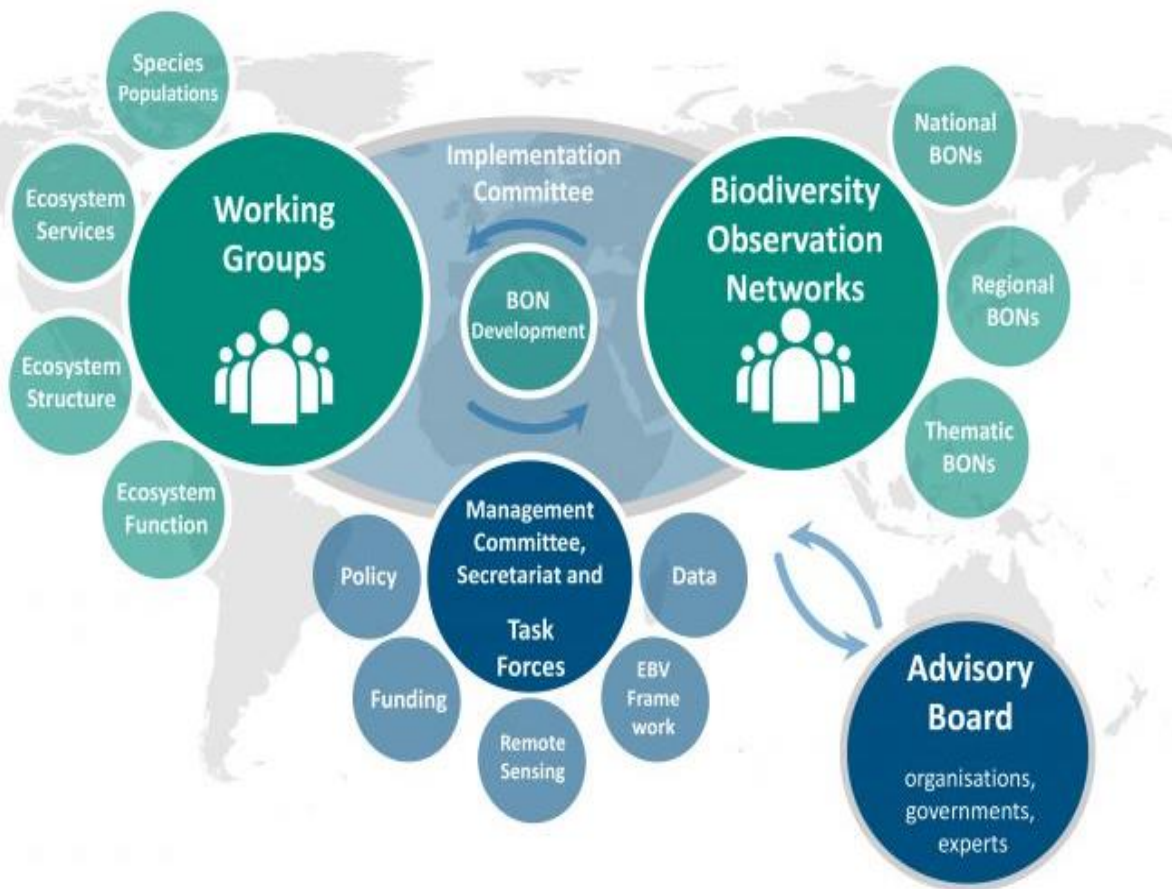 Species
Populations
Ecosystem
Services
Ecosystem
Structure
Ecosystem
Function
Working
Groups
Implementation
Committee
BON
Development
Biodiversity
Observation
Networks
National
BONs
Regional
BONs
Thematic
BONs
Management
Committee,
Secretariat and
Task
Forces
Policy
Funding
Remote
Sensing
EBV
Frame
work
Data
Advisory
Board
organisations,
governments,
experts